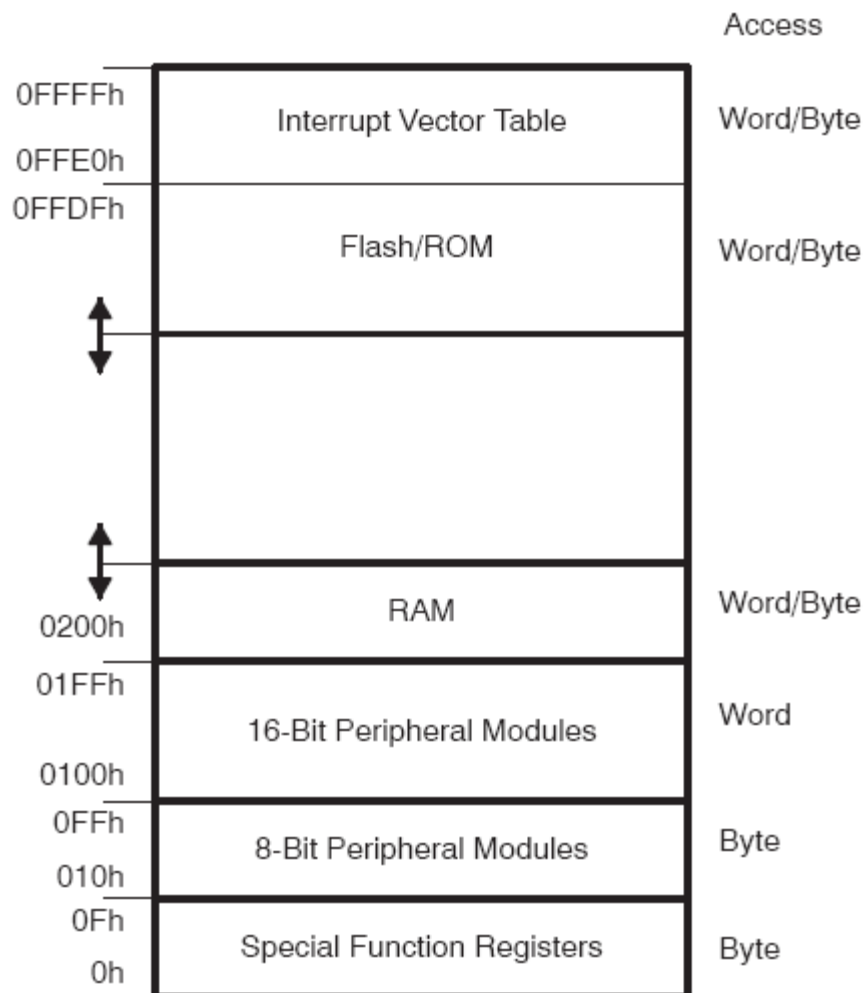 Access
0FFFFh
Interrupt Vector Table
Word/Byte
0FFE0h
0FFDFh
Flash/ROM
Word/Byte
RAM
Word/Byte
0200h
01FFh
16-Bit Peripheral Modules
Word
0100h
0FFh
8-Bit Peripheral Modules
Byte
010h
0Fh
Special Function Registers
Byte
0h